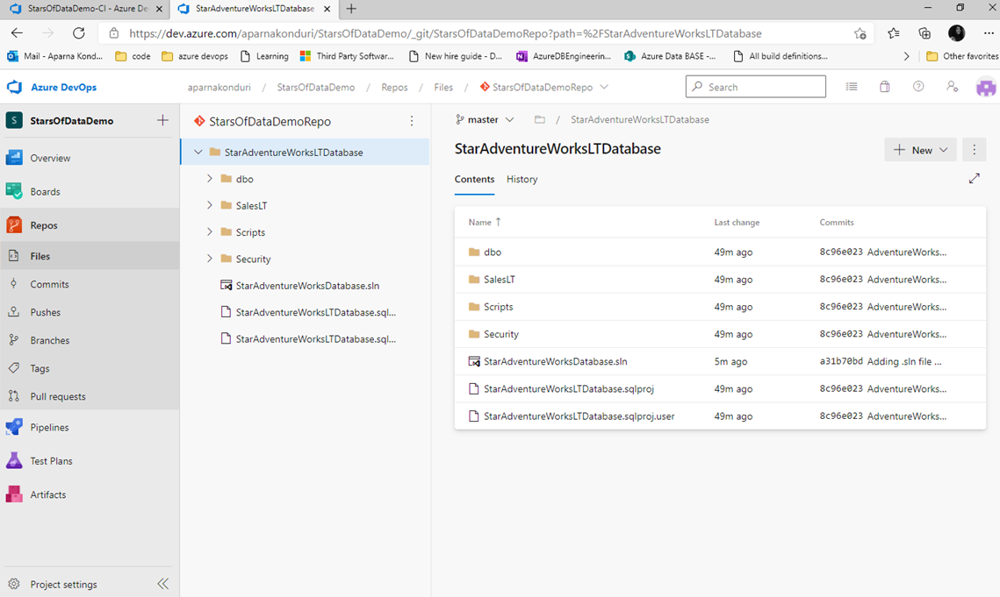 StarsOfDataDemo-CI - Azure De
StarAdventureWorksLTDatabase
https://dev.azure.com/aparnakonduri/StarsOfDataDemo/_git/StarsOfDataDemoRepo?path=%2FStarAdventureWorksLTDatabase
Mail - Aparna Kond... code azure devops Learning Third Party Softwar... New hire guide - D... AzureDBEngineerin... Azure Data BASE -... All build definitions... Other favorites
Azure DevOps
aparnakonduri / StarsOfDataDemo / Repos / Files / StarsOfDataDemoRepo
Search
S StarsOfDataDemo
Overview
Boards
Repos
Files
Commits
Pushes
Branches
Tags
Pull requests
Pipelines
Test Plans
Artifacts
Project settings
StarsOfDataDemoRepo
StarAdventureWorksLTDatabase
dbo
SalesLT
Scripts
Security
StarAdventureWorksDatabase.sln
StarAdventureWorksLTDatabase.sql...
StarAdventureWorksLTDatabase.sql...
master / StarAdventureWorksLTDatabase
StarAdventureWorksLTDatabase
New
Contents History
Name Last change Commits
dbo 49m ago 8c96e023 AdventureWorks...
SalesLT 49m ago 8c96e023 AdventureWorks...
Scripts 49m ago 8c96e023 AdventureWorks...
Security 49m ago 8c96e023 AdventureWorks...
StarAdventureWorksDatabase.sln 5m ago a31b70bd Adding .sln file ...
StarAdventureWorksLTDatabase.sqlproj 49m ago 8c96e023 AdventureWorks...
StarAdventureWorksLTDatabase.sqlproj.user 49m ago 8c96e023 AdventureWorks...